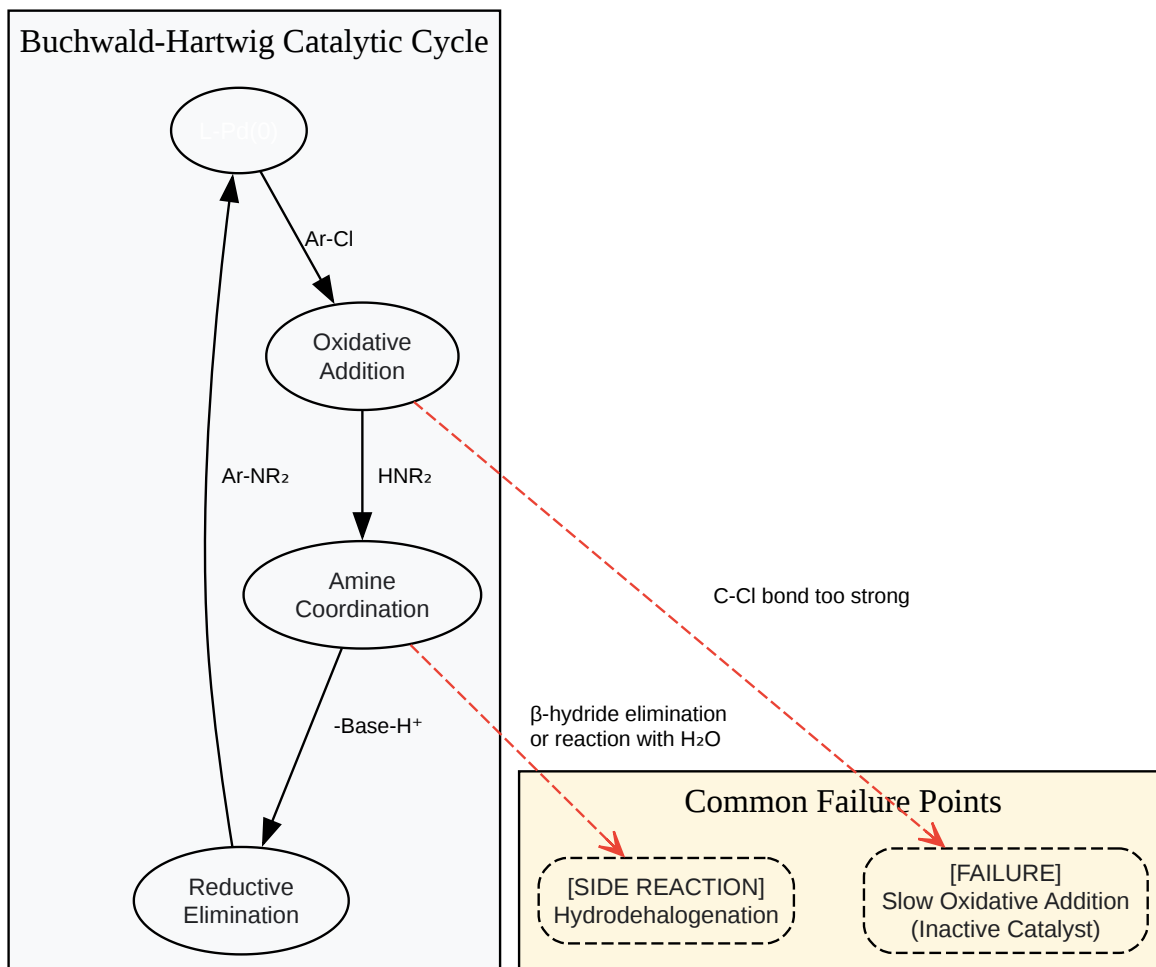 Buchwald-Hartwig Catalytic Cycle
L-Pd(0)
Ar-Cl
Oxidative
Addition
Ar-NR₂
HNR₂
Amine
Coordination
C-Cl bond too strong
β-hydride elimination
or reaction with H₂O
-Base-H⁺
Common Failure Points
Reductive
Elimination
[SIDE REACTION]
Hydrodehalogenation
[FAILURE]
Slow Oxidative Addition
(Inactive Catalyst)